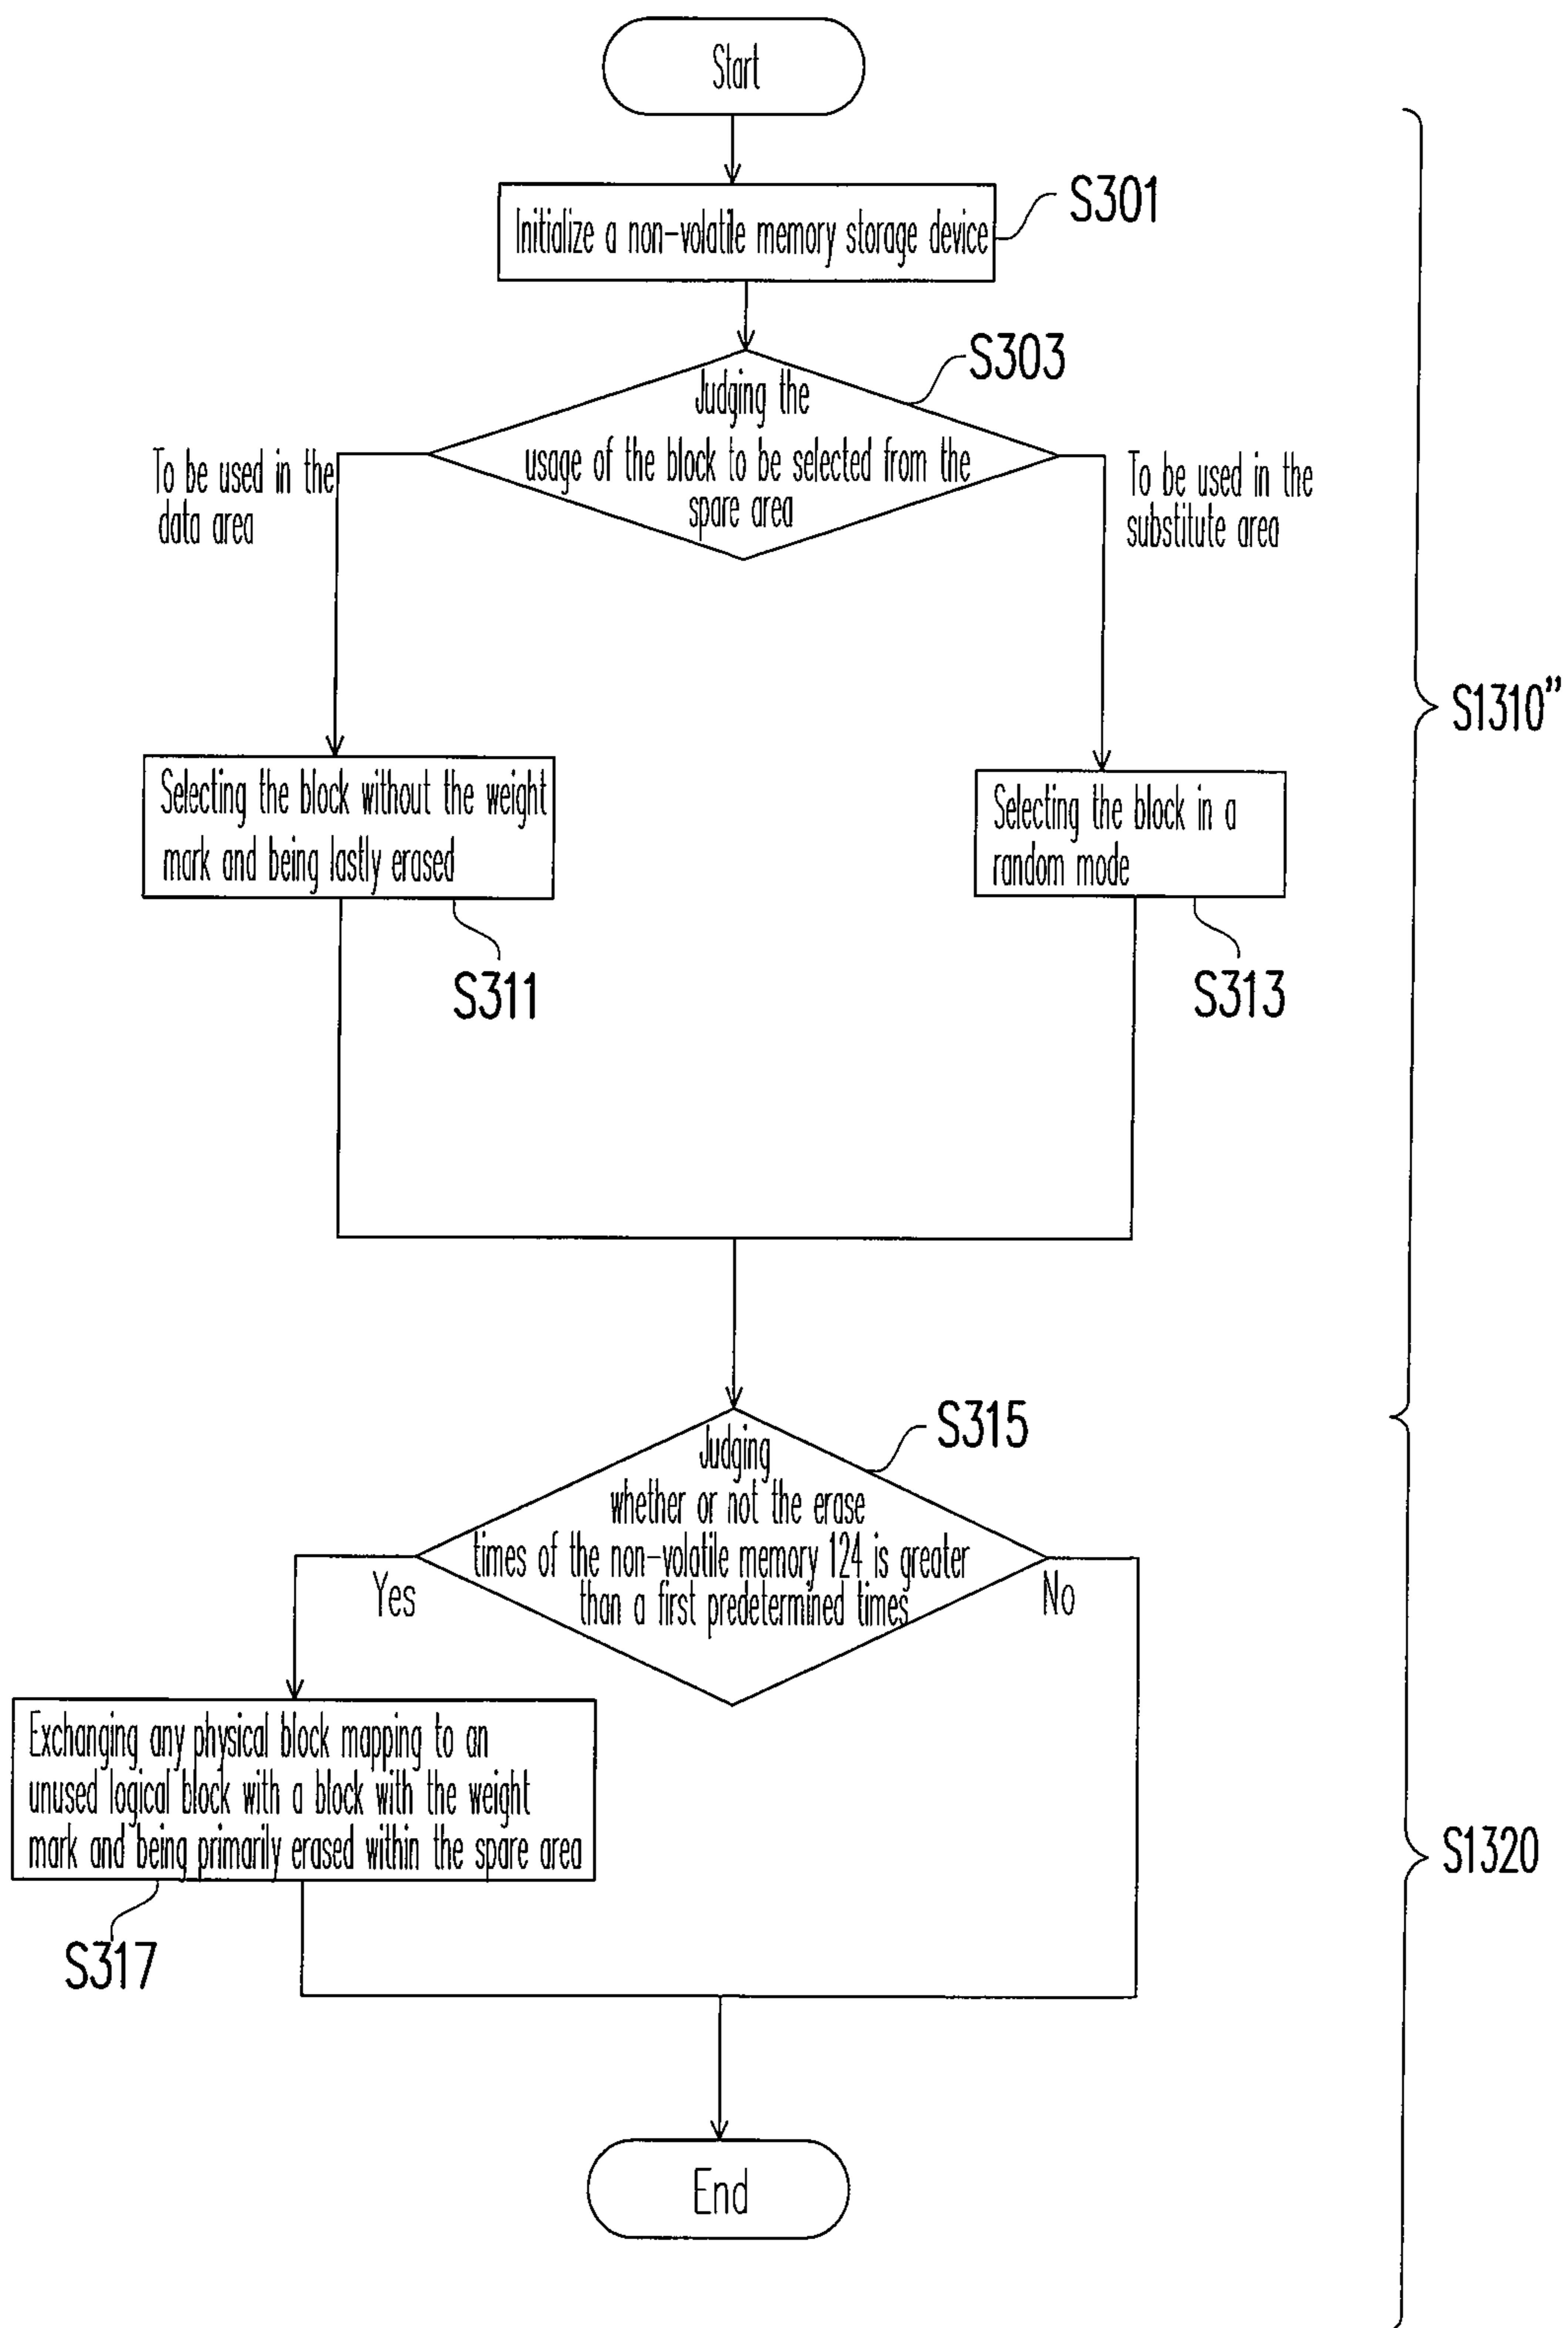 Start
Initialize a non-volatile memory storage device
S301
S303
Judging the
usage of the block to be selected from the
spare area
To be used in the
data area
To be used in the
substitute area
S1310”
Selecting the block without the weight
mark and being lastly erased
Selecting the block in a
random mode
S311
S313
S315
Judging
whether or not the erase
times of the non-volatile memory 124 is greater
than a first predetermined times
Yes
No
Exchanging any physical block mapping to an
unused logical block with a block with the weight
mark and being primarily erased within the spare area
S1320
S317
End